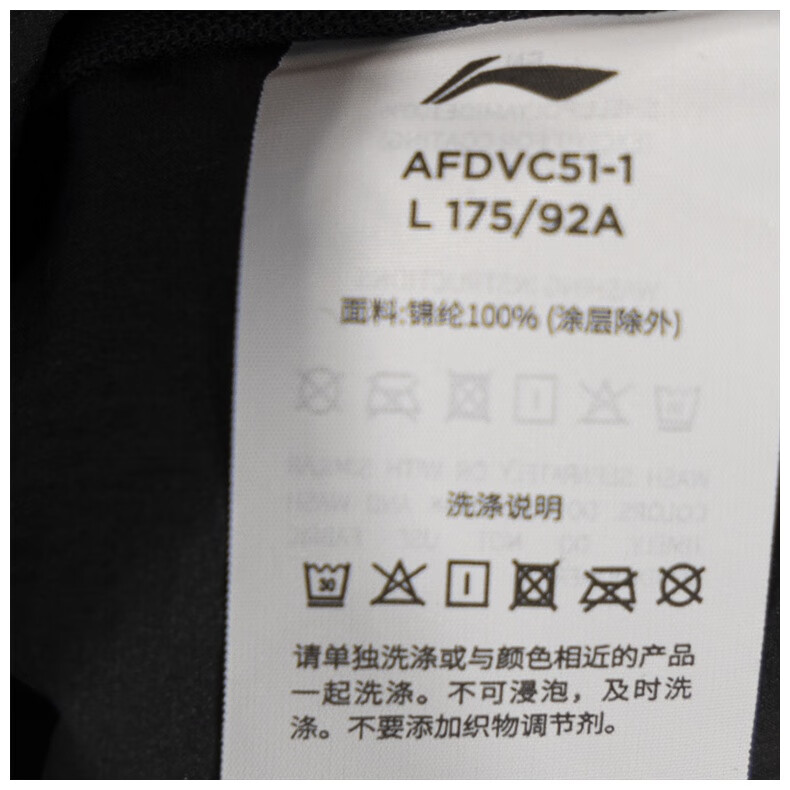 AFDVC51-1
L 175/92A
面料:锦纶100% (涂层除外)
洗涤说明
30
请单独洗涤或与颜色相近的产品
一起洗涤。不可浸泡，及时洗
涤。不要添加织物调节剂。